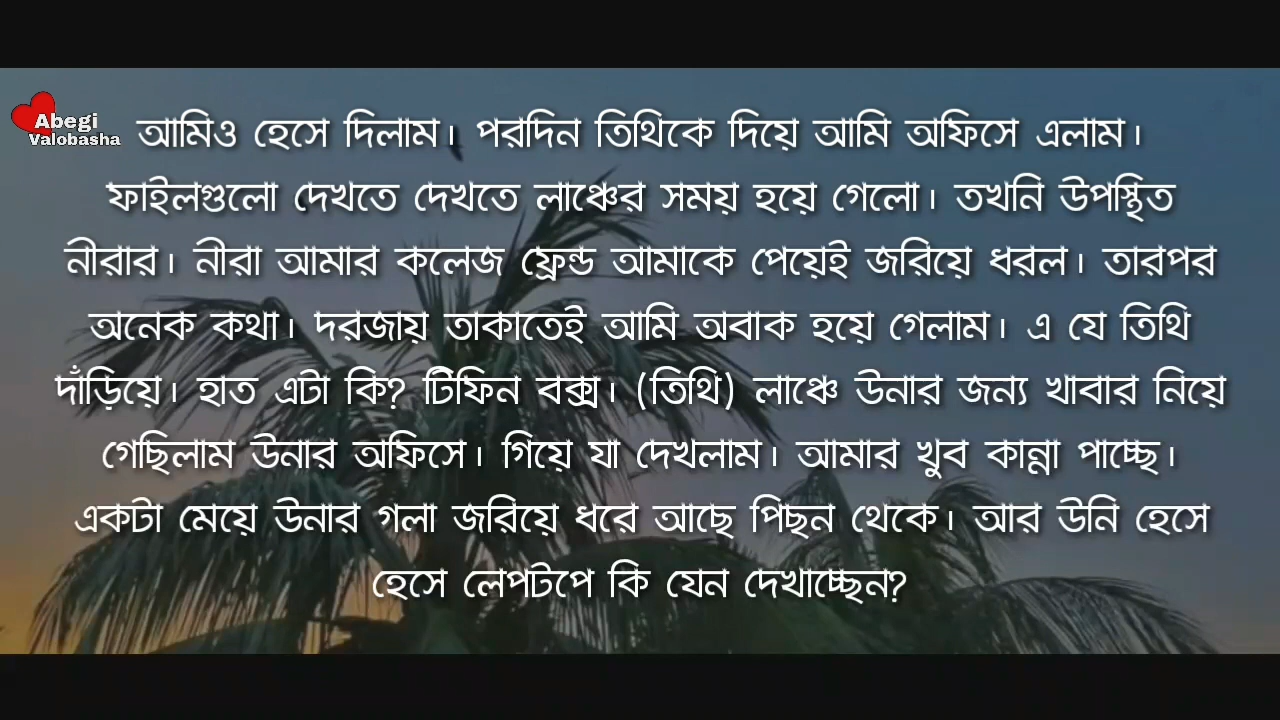 Abegi
Valobasha
আমিও হেসে দিলাম। পরদিন তিথিকে দিয়ে আমি অফিসে এলাম।
ফাইলগুলো দেখতে দেখতে লাঞ্চের সময় হয়ে গেলো। তখনি উপস্থিত
নীরার। নীরা আমার কলেজ ফ্রেন্ড আমাকে পেয়েই জরিয়ে ধরল। তারপর
অনেক কথা। দরজায় তাকাতেই আমি অবাক হয়ে গেলাম। এ যে তিথি
দাঁড়িয়ে। হাত এটা কি? টিফিন বক্স। (তিথি) লাঞ্চে উনার জন্য খাবার নিয়ে
গেছিলাম উনার অফিসে। গিয়ে যা দেখলাম। আমার খুব কান্না পাচ্ছে।
একটা মেয়ে উনার গলা জরিয়ে ধরে আছে পিছন থেকে। আর উনি হেসে
হেসে লেপটপে কি যেন দেখাচ্ছেন?